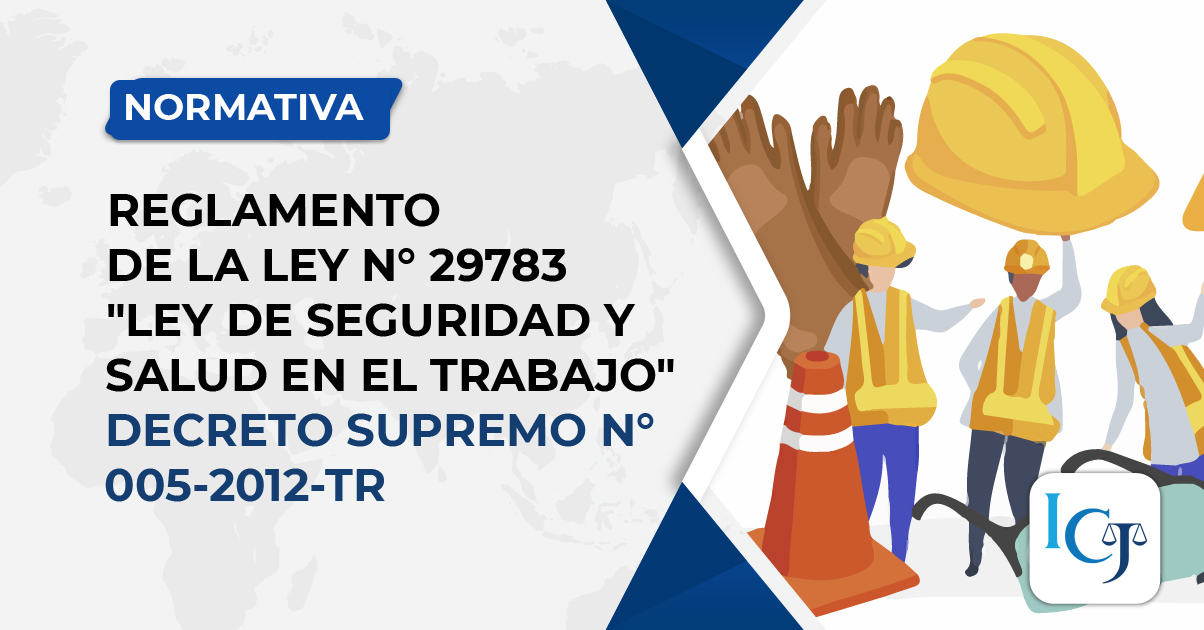 NORMATIVA
REGLAMENTO
DE LA LEY N° 29783
"LEY DE SEGURIDAD Y
SALUD EN EL TRABAJO"
DECRETO SUPREMO N°
005-2012-TR
ICJ